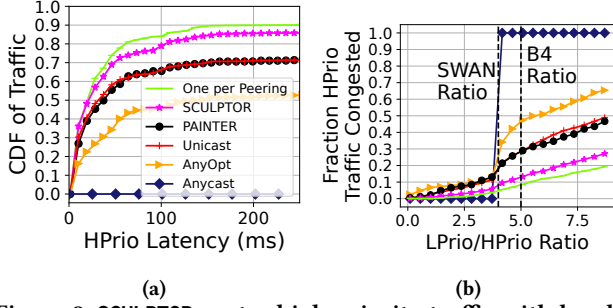 1.0
0.9
0.8
0.7
0.6
0.5
0.4
0.3
0.2
0.1
0.0
CDF of Traffic
One per Peering
SCULPTOR
PAINTER
Unicast
AnyOpt
Anycast
0 100 200
HPrio Latency (ms)
(a)
1.0
0.9
0.8
0.7
0.6
0.5
0.4
0.3
0.2
0.1
0.0
Fraction HPrio
Traffic Congested
SWAN
Ratio
B4
Ratio
0.0 2.5 5.0 7.5
LPrio/HPrio Ratio
(b)